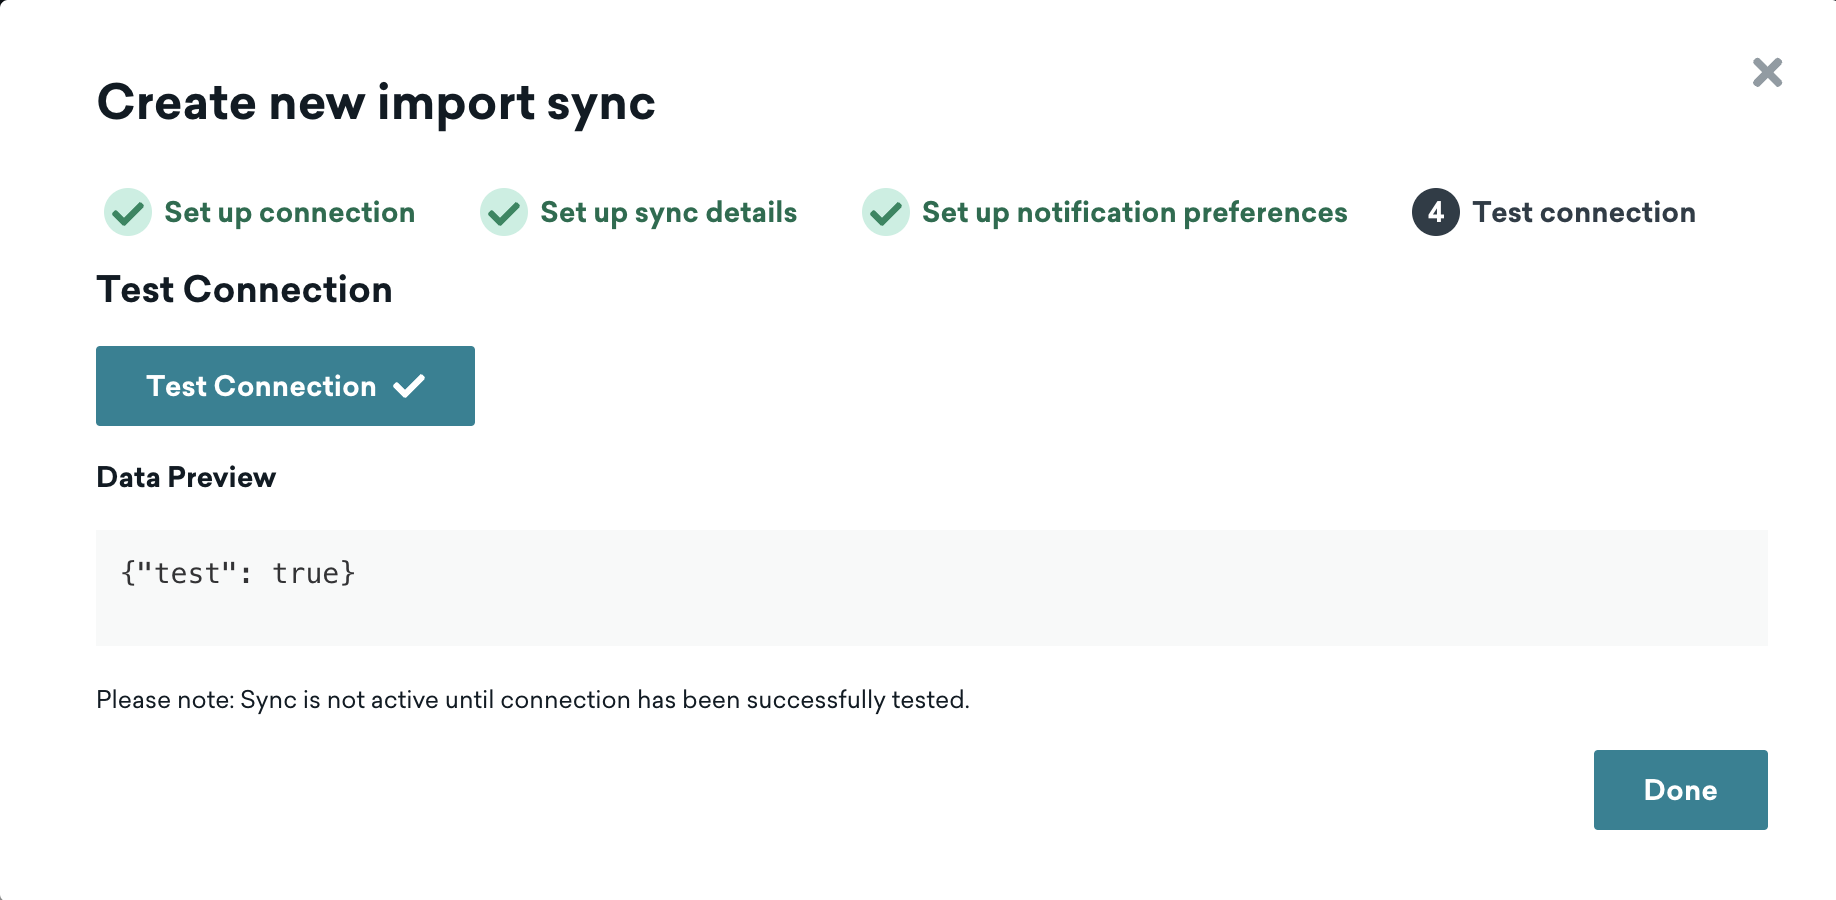 Create new import sync
Set up connection
Set up sync details
Set up notification preferences
4 Test connection
Test Connection
Test Connection
Data Preview
{"test": true}
Please note: Sync is not active until connection has been successfully tested.
Done